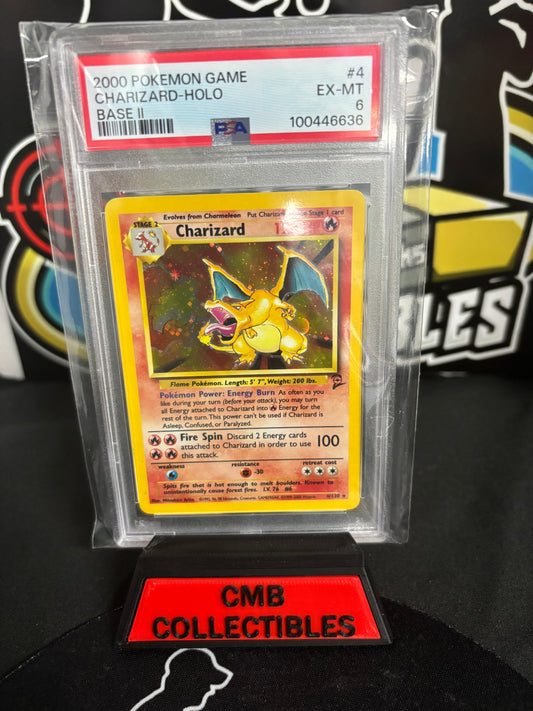 2000 POKEMON GAME #4
CHARIZARD-HOLO EX-MT
BASE II 6
PSA 100446636
Evolves from Charmeleon Put Chariz Stage 1 card
STAGE 2
Charizard
Flame Pokémon. Length: 5' 7", Weight: 200 lbs.
Pokémon Power: Energy Burn As often as you
like during your turn (before your attack), you may turn
all Energy attached to Charizard into Energy for the
rest of the turn. This power can't be used if Charizard is
Asleep, Confused, or Paralyzed.
Fire Spin Discard 2 Energy cards
attached to Charizard in order to use 100
this attack.
weakness resistance retreat cost
-30
Spits fire that is hot enough to melt boulders. Known to
unintentionally cause forest fires. LV. 76 #6
4/130
BLES
CMB
COLLECTIBLES